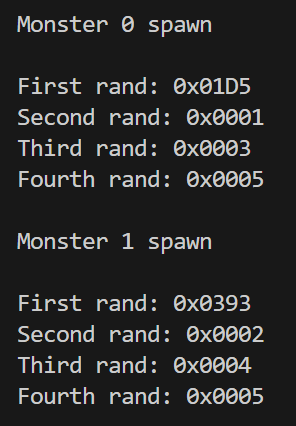 Monster 0 spawn
First rand: 0x01D5
Second rand: 0x0001
Third rand: 0x0003
Fourth rand: 0x0005
Monster 1 spawn
First rand: 0x0393
Second rand: 0x0002
Third rand: 0x0004
Fourth rand: 0x0005